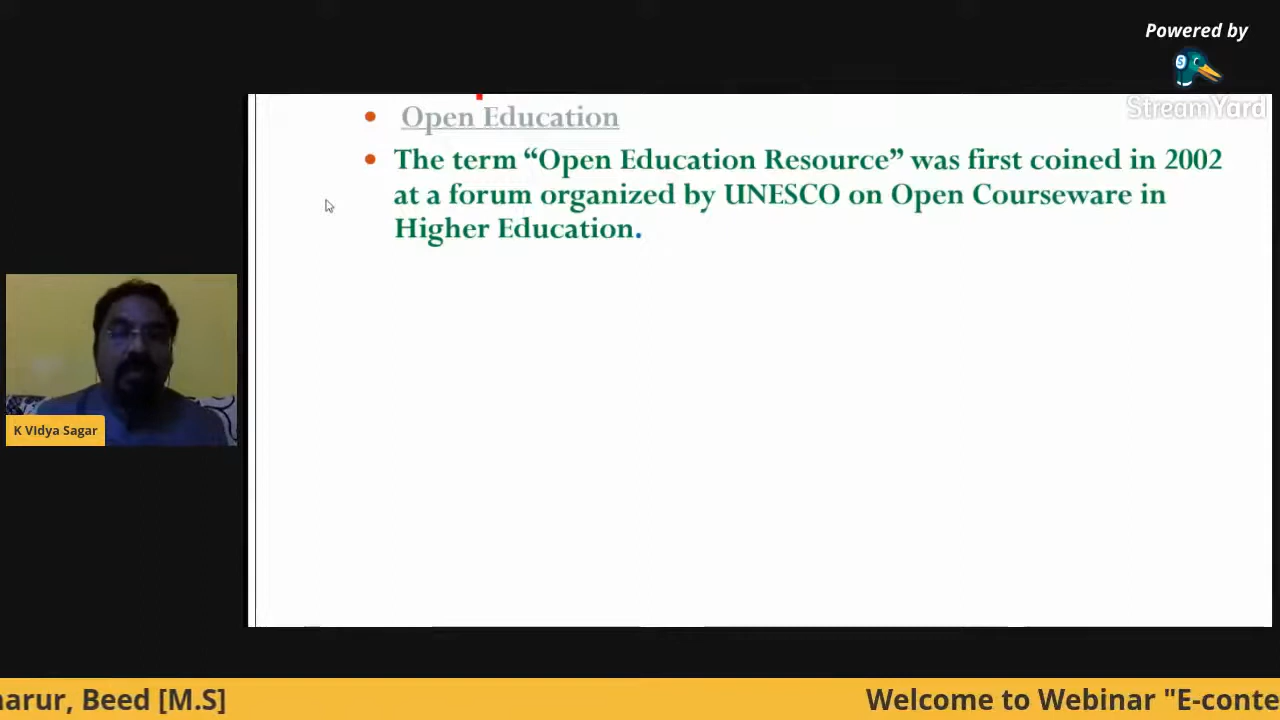 Powered by
StreamYard
Open Education
The term “Open Education Resource” was first coined in 2002
at a forum organized by UNESCO on Open Courseware in
Higher Education.
K Vidya Sagar
arur, Beed [M.S]
Welcome to Webinar "E-conte